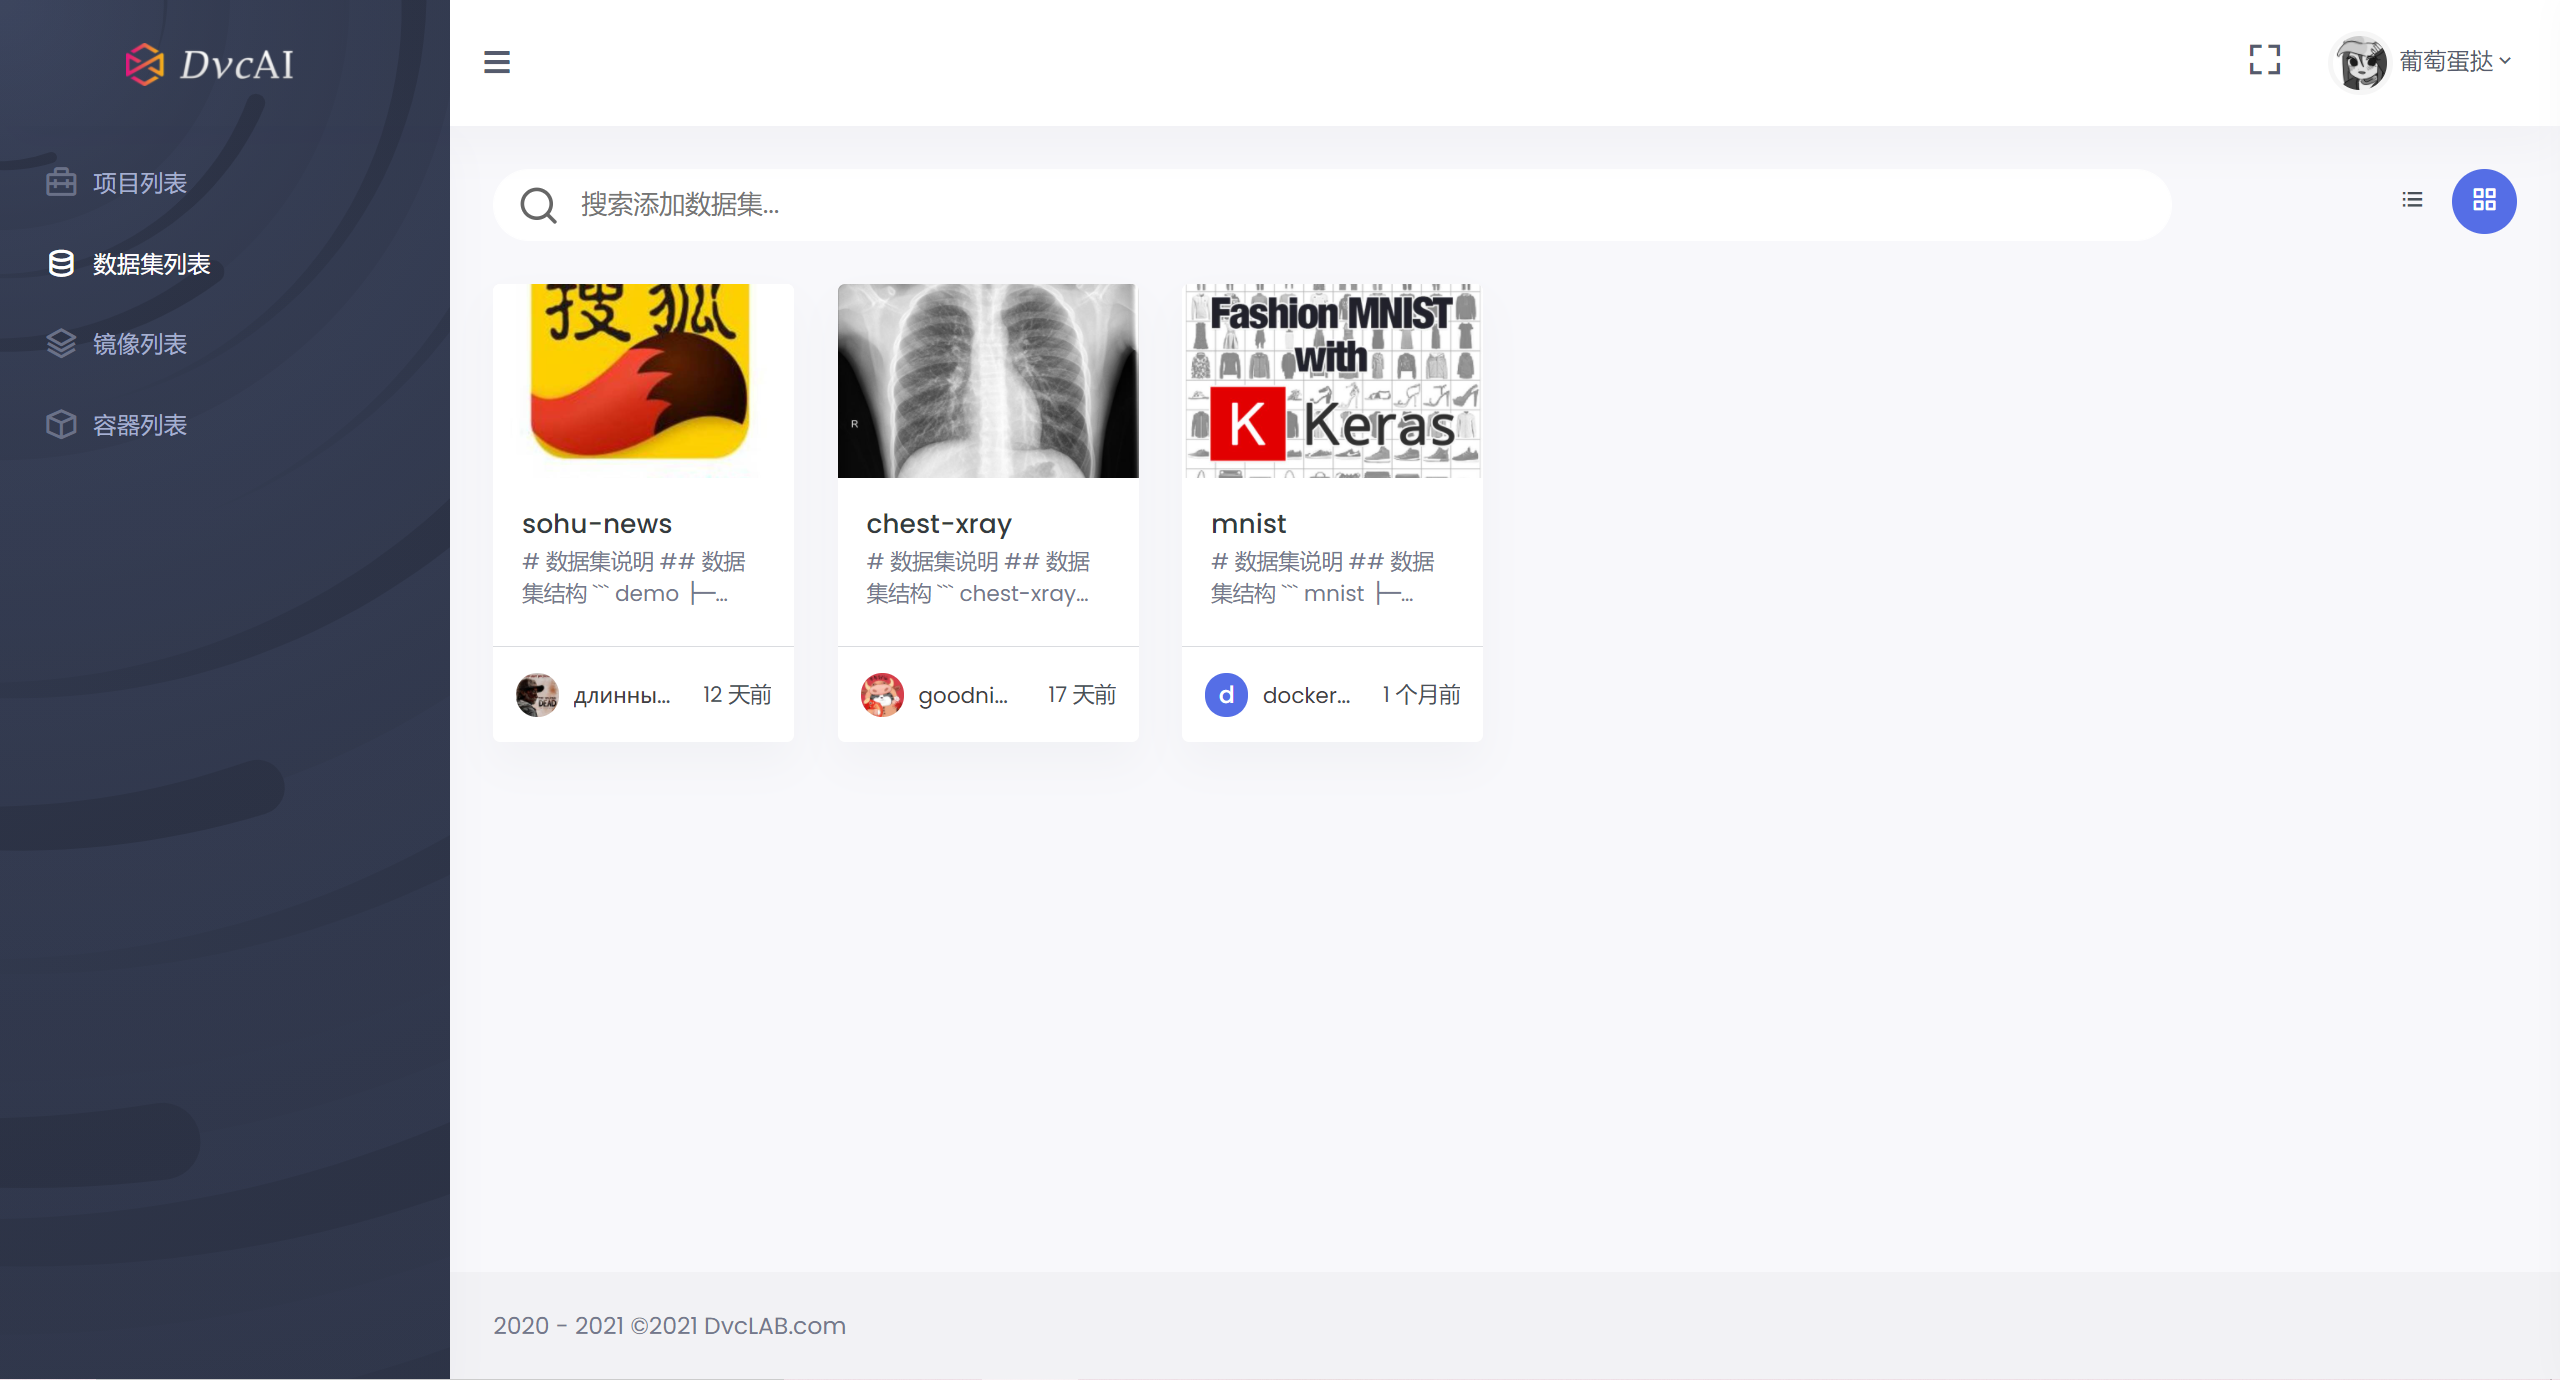 DvcAI
葡萄蛋挞
项目列表
数据集列表
镜像列表
容器列表
搜索添加数据集...
搜狐
sohu-news
# 数据集说明 ## 数据
集结构 ``` demo ├─...
длинны...
12 天前
R
chest-xray
# 数据集说明 ## 数据
集结构 ``` chest-xray...
goodni...
17 天前
Fashion MNIST
with
K Keras
mnist
# 数据集说明 ## 数据
集结构 ``` mnist ├─...
d
docker...
1 个月前
2020 - 2021 ©2021 DvcLAB.com